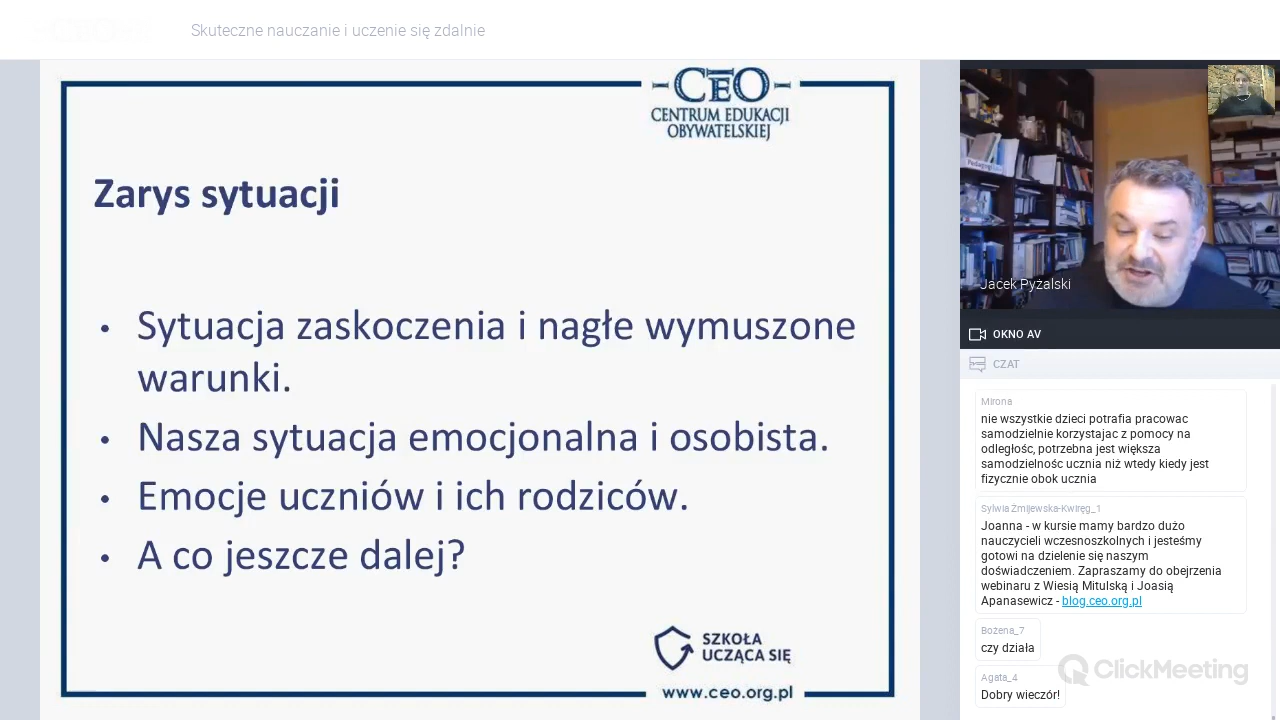 Skuteczne nauczanie i uczenie się zdalnie
CEO
CENTRUM EDUKACJI
OBYWATELSKIEJ
Zarys sytuacji
• Sytuacja zaskoczenia i nagłe wymuszone
warunki.
• Nasza sytuacja emocjonalna i osobista.
• Emocje uczniów i ich rodziców.
• A co jeszcze dalej?
SZKOŁA
UCZĄCA SIĘ
www.ceo.org.pl
Jacek Pyżalski
OKNO AV
CZAT
Mirona
nie wszystkie dzieci potrafia pracowac
samodzielnie korzystajac z pomocy na
odległośc, potrzebna jest większa
samodzielnośc ucznia niż wtedy kiedy jest
fizycznie obok ucznia
Sylwia Żmijewska-Kwiręg_1
Joanna - w kursie mamy bardzo dużo
nauczycieli wczesnoszkolnych i jesteśmy
gotowi na dzielenie się naszym
doświadczeniem. Zapraszamy do obejrzenia
webinaru z Wiesią Mitulską i Joasią
Apanasewicz - blog.ceo.org.pl
Bożena_7
czy działa
Agata_4
Dobry wieczór!
ClickMeeting